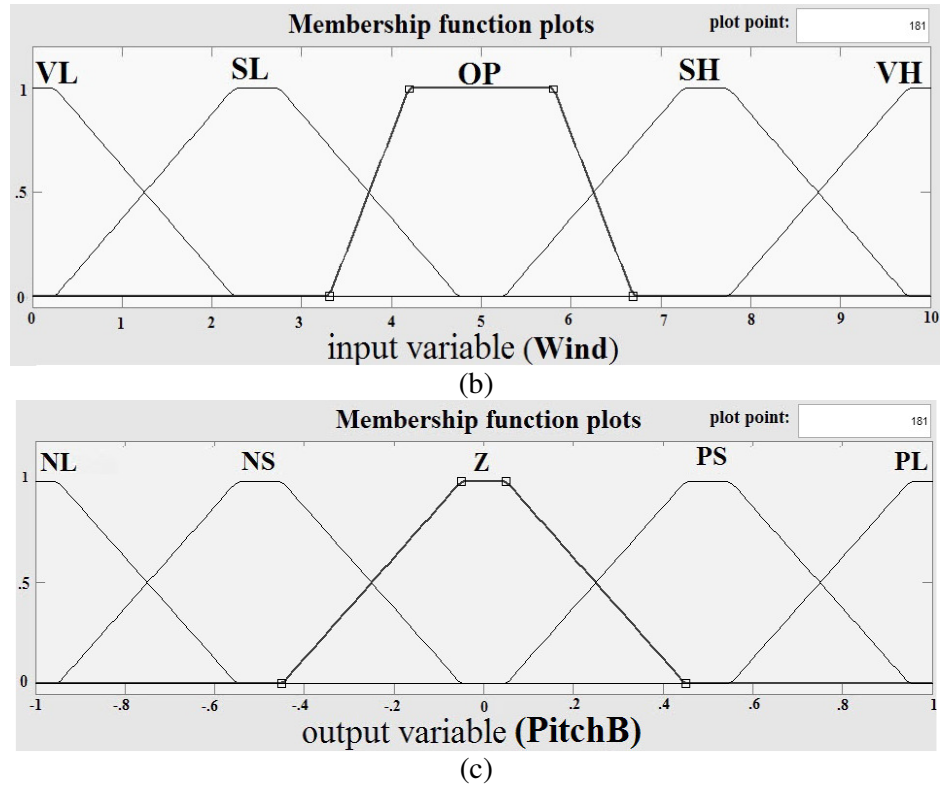 Membership function plots plot point: 181
VL SL OP SH VH
1
.5
0
0 1 2 3 4 5 6 7 8 9 10
input variable (Wind)
(b)
Membership function plots plot point: 181
NL NS Z PS PL
1
.5
0
-1 -.8 -.6 -.4 -.2 0 .2 .4 .6 .8 1
output variable (PitchB)
(c)